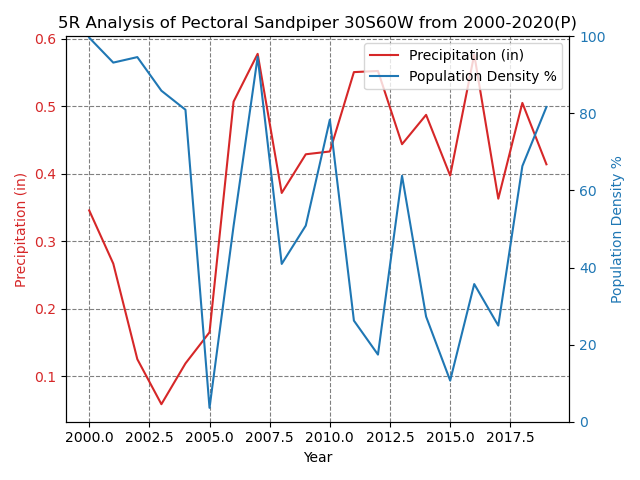 5R Analysis of Pectoral Sandpiper 30S60W from 2000-2020(P)
Precipitation (in)
Population Density %
0.6
0.5
0.4
0.3
0.2
0.1
Precipitation (in)
100
80
60
40
20
0
Population Density %
2000.0 2002.5 2005.0 2007.5 2010.0 2012.5 2015.0 2017.5
Year